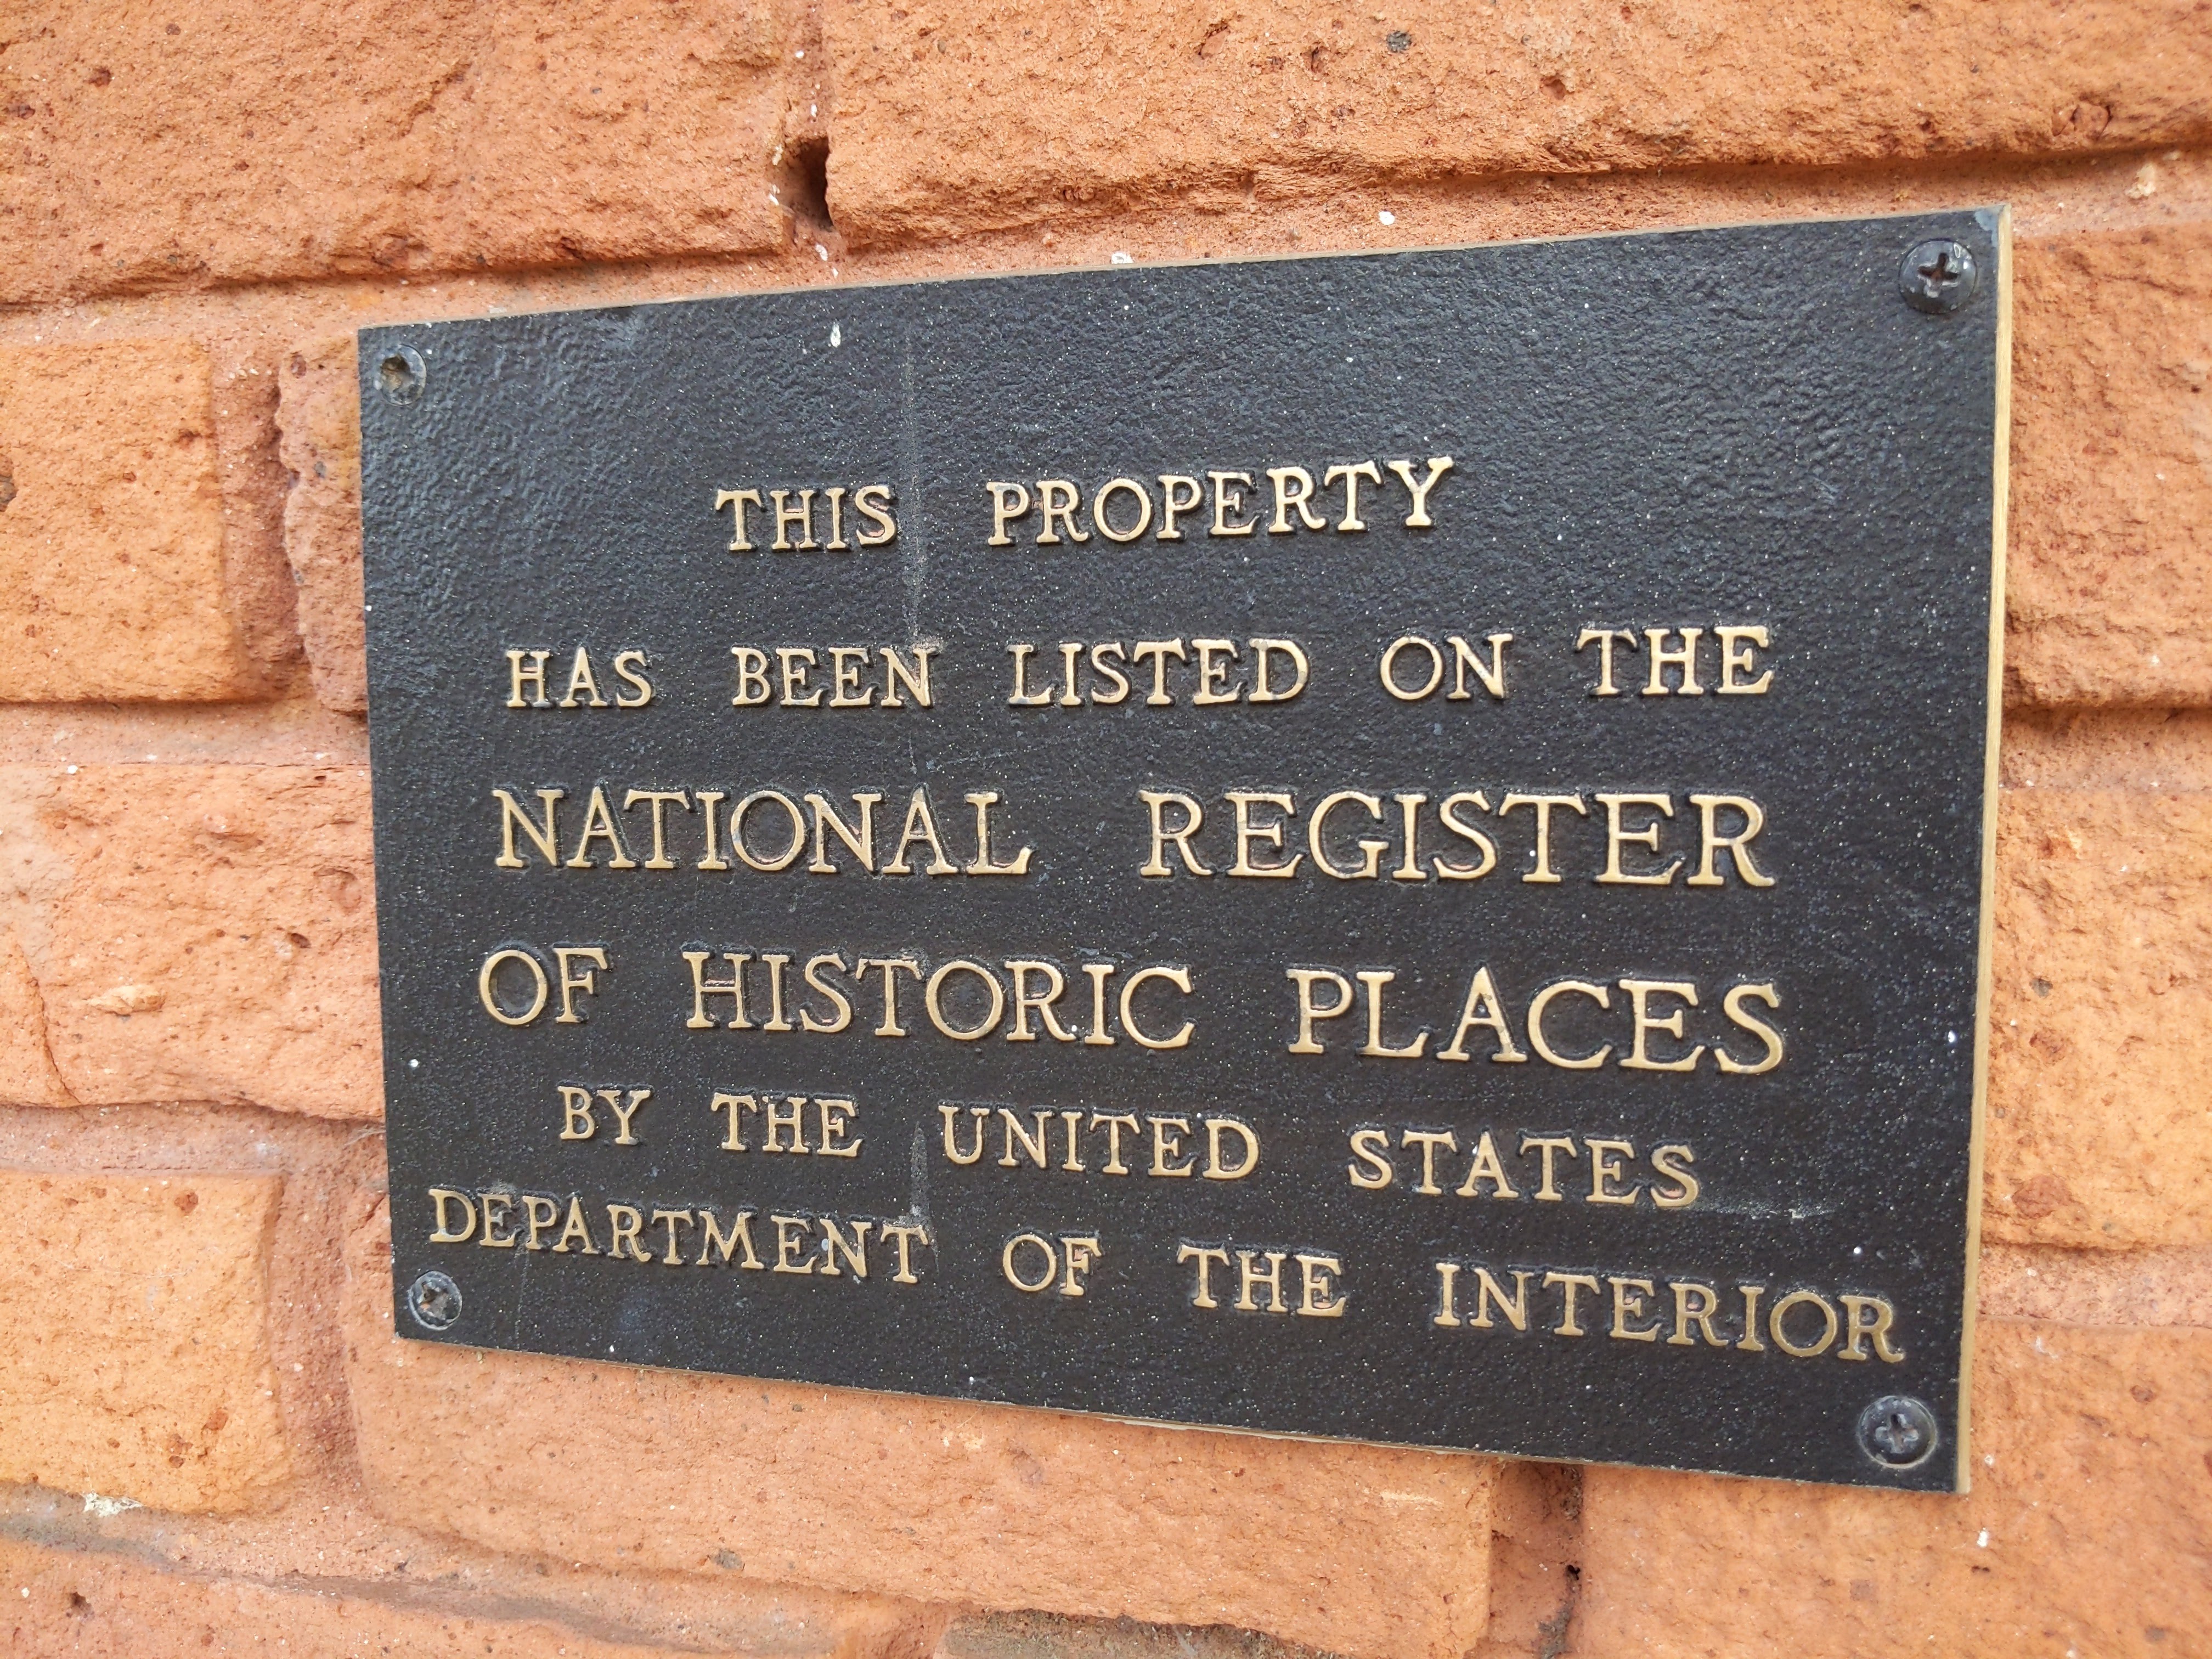 THIS PROPERTY
HAS BEEN LISTED ON THE
NATIONAL REGISTER
OF HISTORIC PLACES
BY THE UNITED STATES
DEPARTMENT OF THE INTERIOR